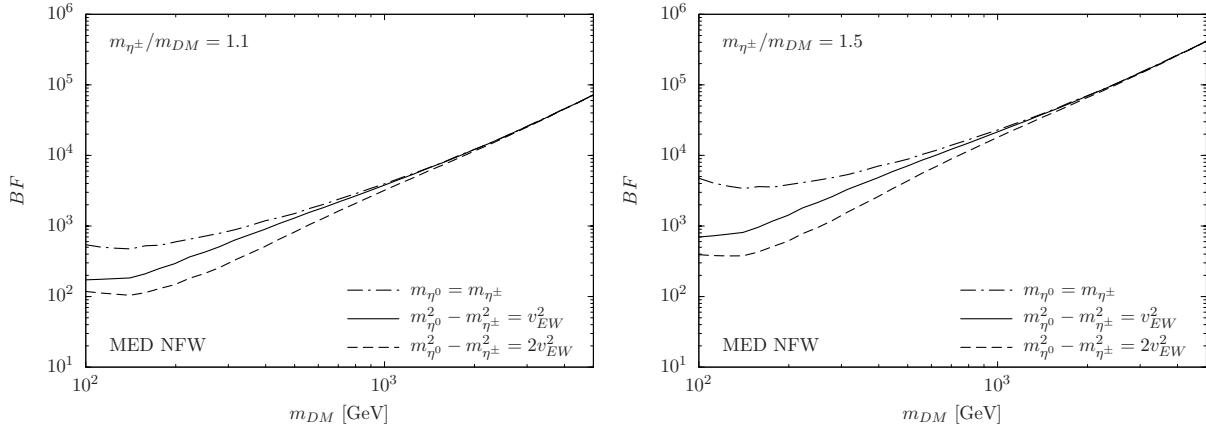 10^6
10^5
10^4
10^3
10^2
10^1
BF
m_{η^±}/m_{DM} = 1.1
m_{η^0} = m_{η^±}
m^2_{η^0} − m^2_{η^±} = v^2_{EW}
MED NFW
m^2_{η^0} − m^2_{η^±} = 2v^2_{EW}
10^2
10^3
m_{DM} [GeV]
10^6
10^5
10^4
10^3
10^2
10^1
BF
m_{η^±}/m_{DM} = 1.5
m_{η^0} = m_{η^±}
m^2_{η^0} − m^2_{η^±} = v^2_{EW}
MED NFW
m^2_{η^0} − m^2_{η^±} = 2v^2_{EW}
10^2
10^3
m_{DM} [GeV]